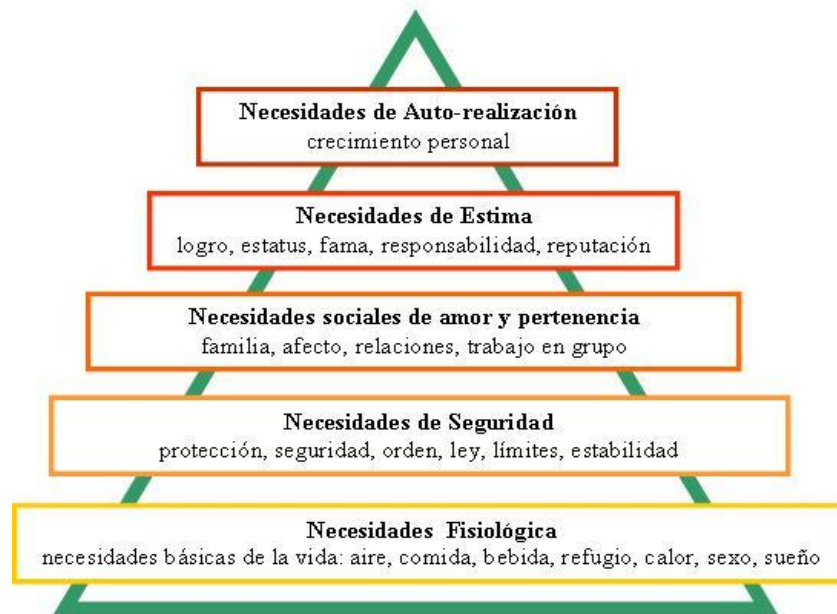 Necesidades de Auto-realización
crecimiento personal
Necesidades de Estima
logro, estatus, fama, responsabilidad, reputación
Necesidades sociales de amor y pertenencia
familia, afecto, relaciones, trabajo en grupo
Necesidades de Seguridad
protección, seguridad, orden, ley, límites, estabilidad
Necesidades Fisiológica
necesidades básicas de la vida: aire, comida, bebida, refugio, calor, sexo, sueño